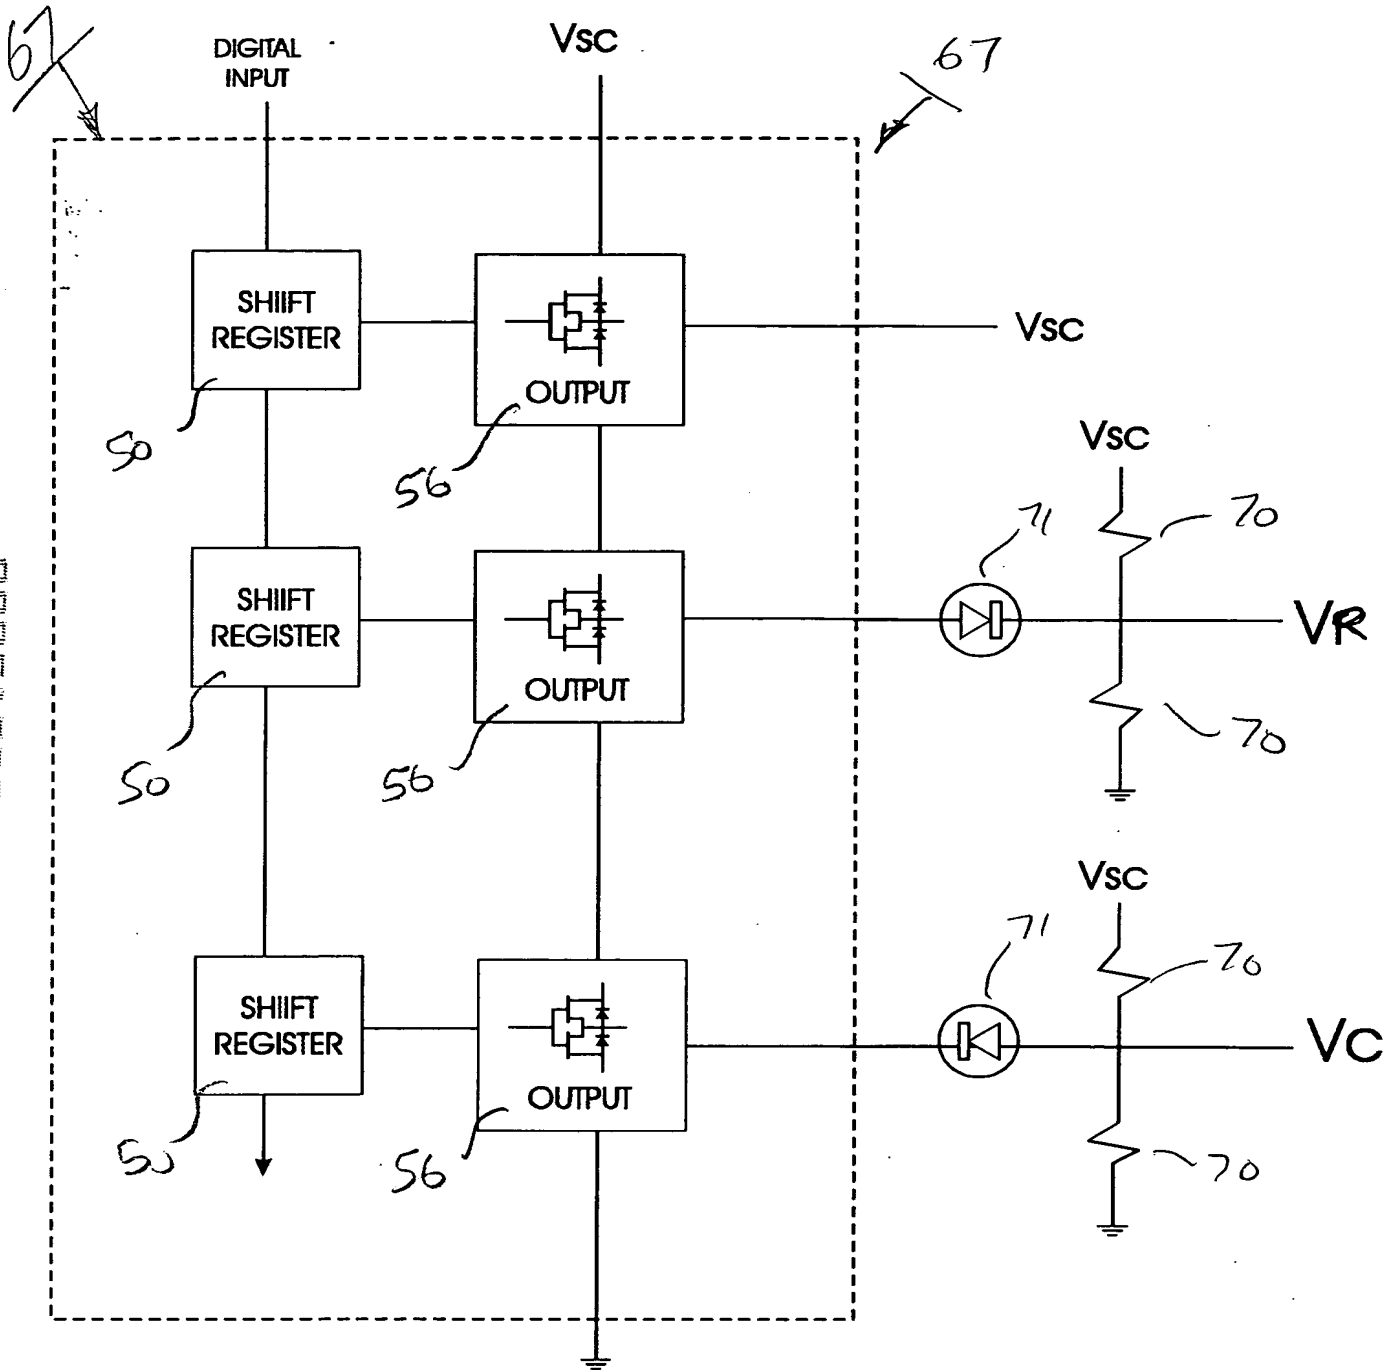 67
DIGITAL
INPUT
VSC
67
SHIIFT
REGISTER
OUTPUT
VSC
50
56
VSC
70
71
SHIIFT
REGISTER
OUTPUT
VR
50
56
70
VSC
71
70
SHIIFT
REGISTER
OUTPUT
VC
50
56
70